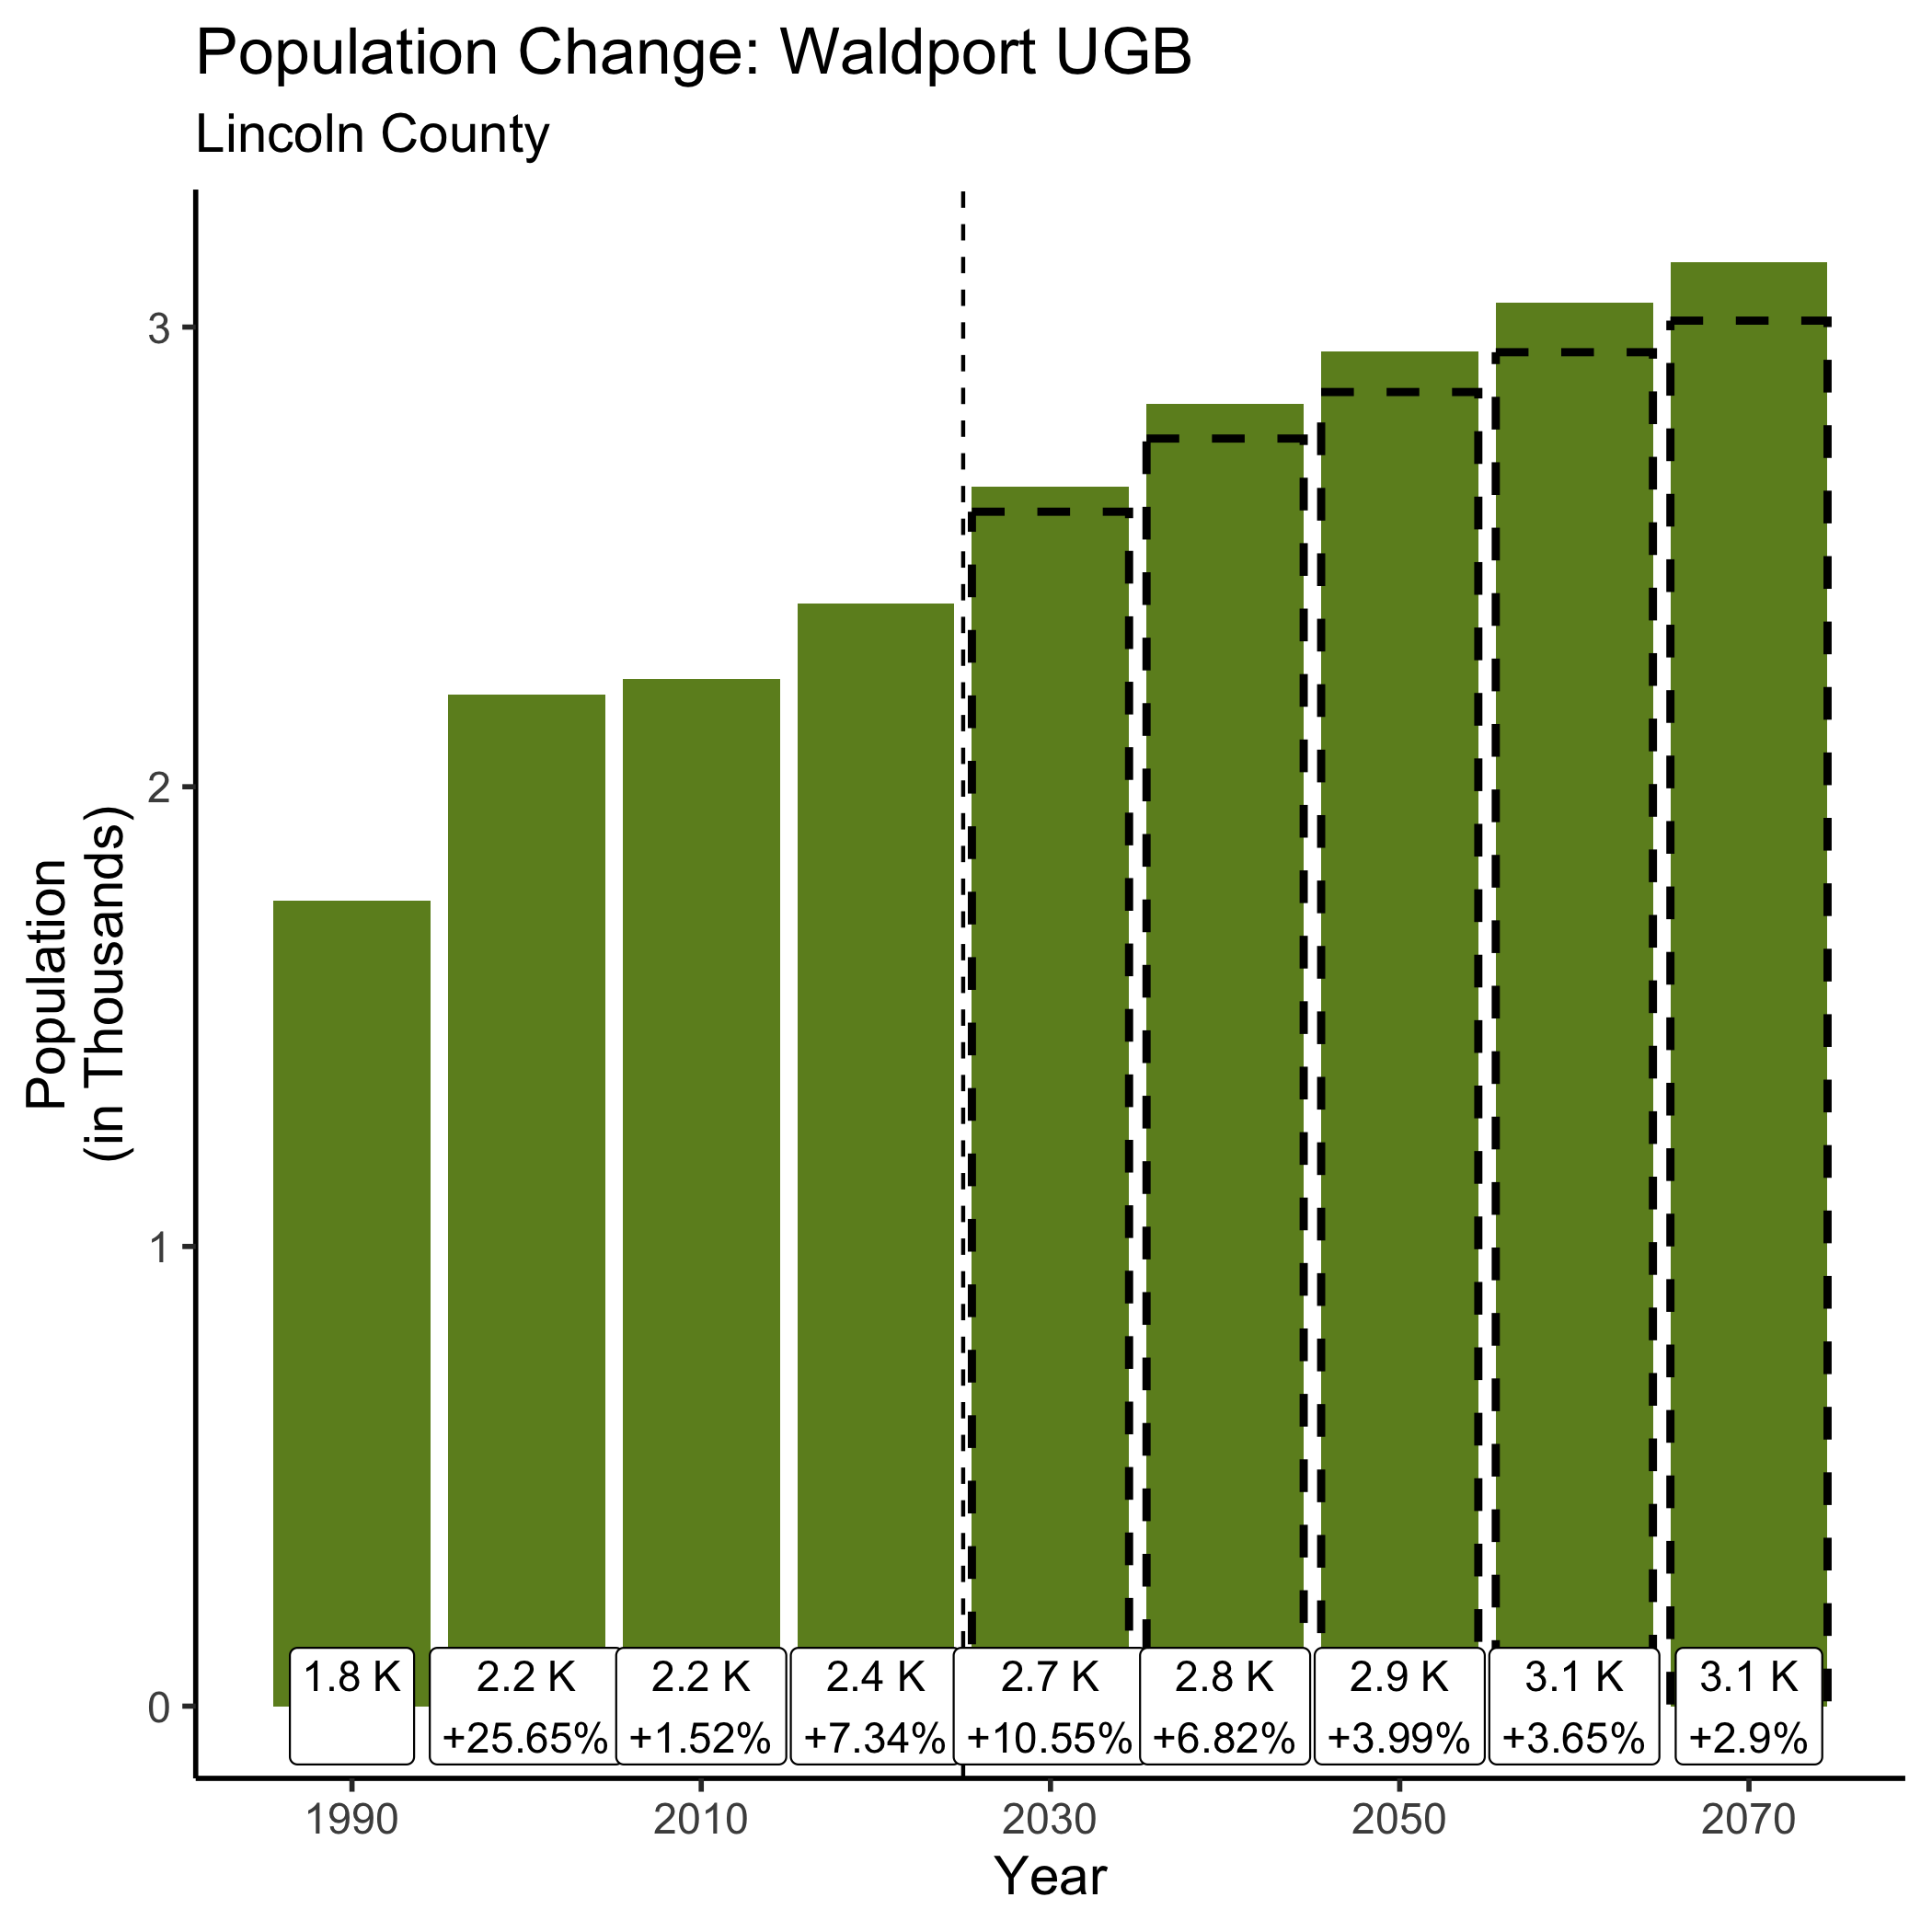 Population Change: Waldport UGB
Lincoln County
Population
(in Thousands)
3
2
1
0
1.8 K
2.2 K
+25.65%
2.2 K
+1.52%
2.4 K
+7.34%
2.7 K
+10.55%
2.8 K
+6.82%
2.9 K
+3.99%
3.1 K
+3.65%
3.1 K
+2.9%
1990
2010
2030
2050
2070
Year